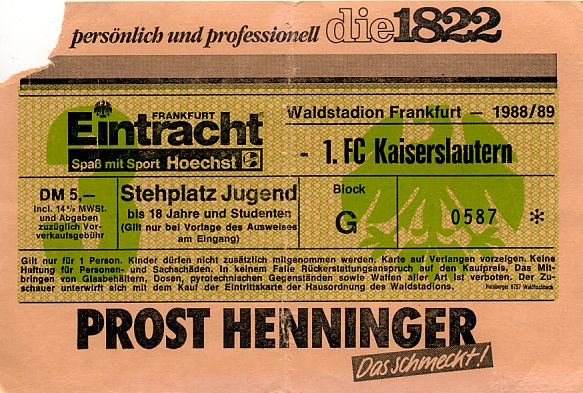 persönlich und professionell die1822
FRANKFURT
Eintracht
Spaß mit Sport Hoechst
Waldstadion Frankfurt – 1988/89
- 1. FC Kaiserslautern
DM 5,—
incl. 14% MWSt.
und Abgaben
zuzüglich Vor-
verkaufsgebühr
Stehplatz Jugend
bis 18 Jahre und Studenten
(Gilt nur bei Vorlage des Ausweises
am Eingang)
Block
G
0587 *
Gilt nur für 1 Person. Kinder dürfen nicht zusätzlich mitgenommen werden. Karte auf Verlangen vorzeigen. Keine
Haftung für Personen- und Sachschäden. In keinem Falle Rückerstattungsanspruch auf den Kaufpreis. Das Mit-
bringen von Glasbehältern, Dosen, pyrotechnischen Gegenständen sowie Waffen aller Art ist verboten. Der Zu-
schauer unterwirft sich mit dem Kauf der Eintrittskarte der Hausordnung des Waldstadions.
PROST HENNINGER
Das schmeckt!